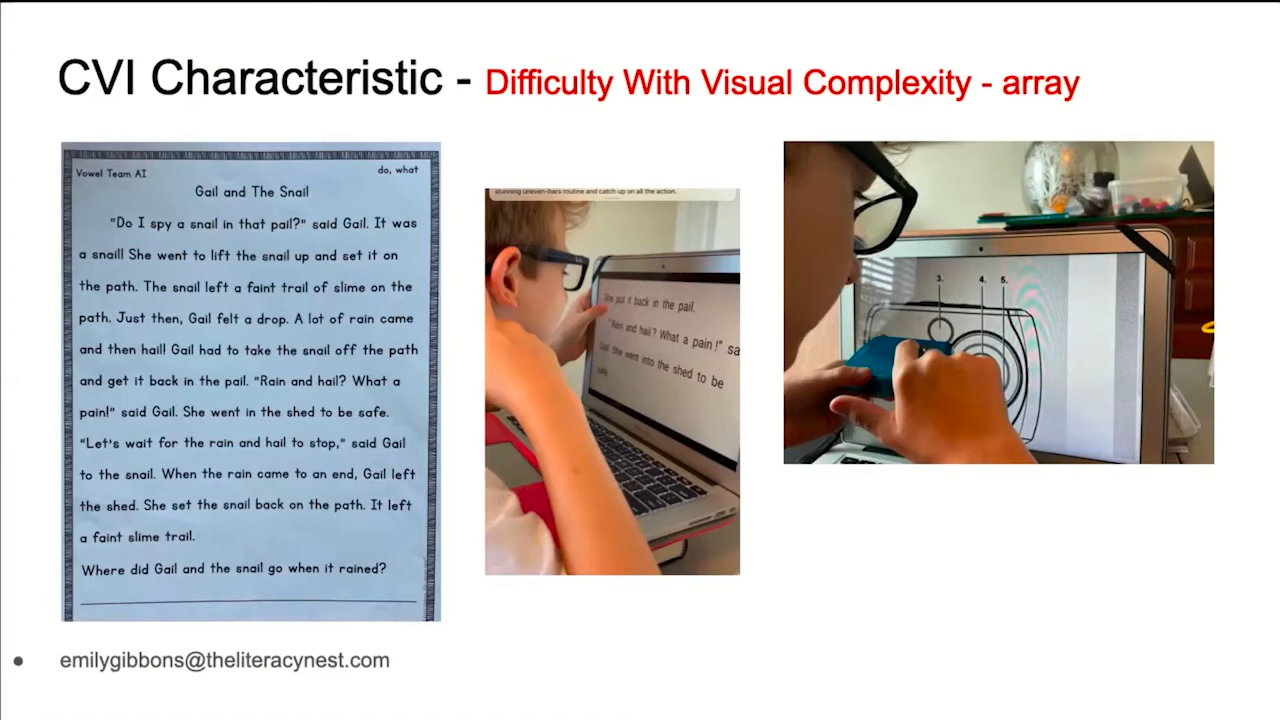 CVI Characteristic - Difficulty With Visual Complexity - array
Vowel Team AI
do, what
Gail and The Snail
"Do I spy a snail in that pail?" said Gail. It was
a snail! She went to lift the snail up and set it on
the path. The snail left a faint trail of slime on the
path. Just then, Gail felt a drop. A lot of rain came
and then hail! Gail had to take the snail off the path
and get it back in the pail. "Rain and hail? What a
pain!" said Gail. She went in the shed to be safe.
"Let's wait for the rain and hail to stop," said Gail
to the snail. When the rain came to an end, Gail left
the shed. She set the snail back on the path. It left
a faint slime trail.
Where did Gail and the snail go when it rained?
stunning uneven-bars routine and catch up on all the action.
She put it back in the pail.
"Rain and hail? What a pain!" sa
Gail. She went into the shed to be
safe.
3. 4. 5.
• emilygibbons@theliteracynest.com